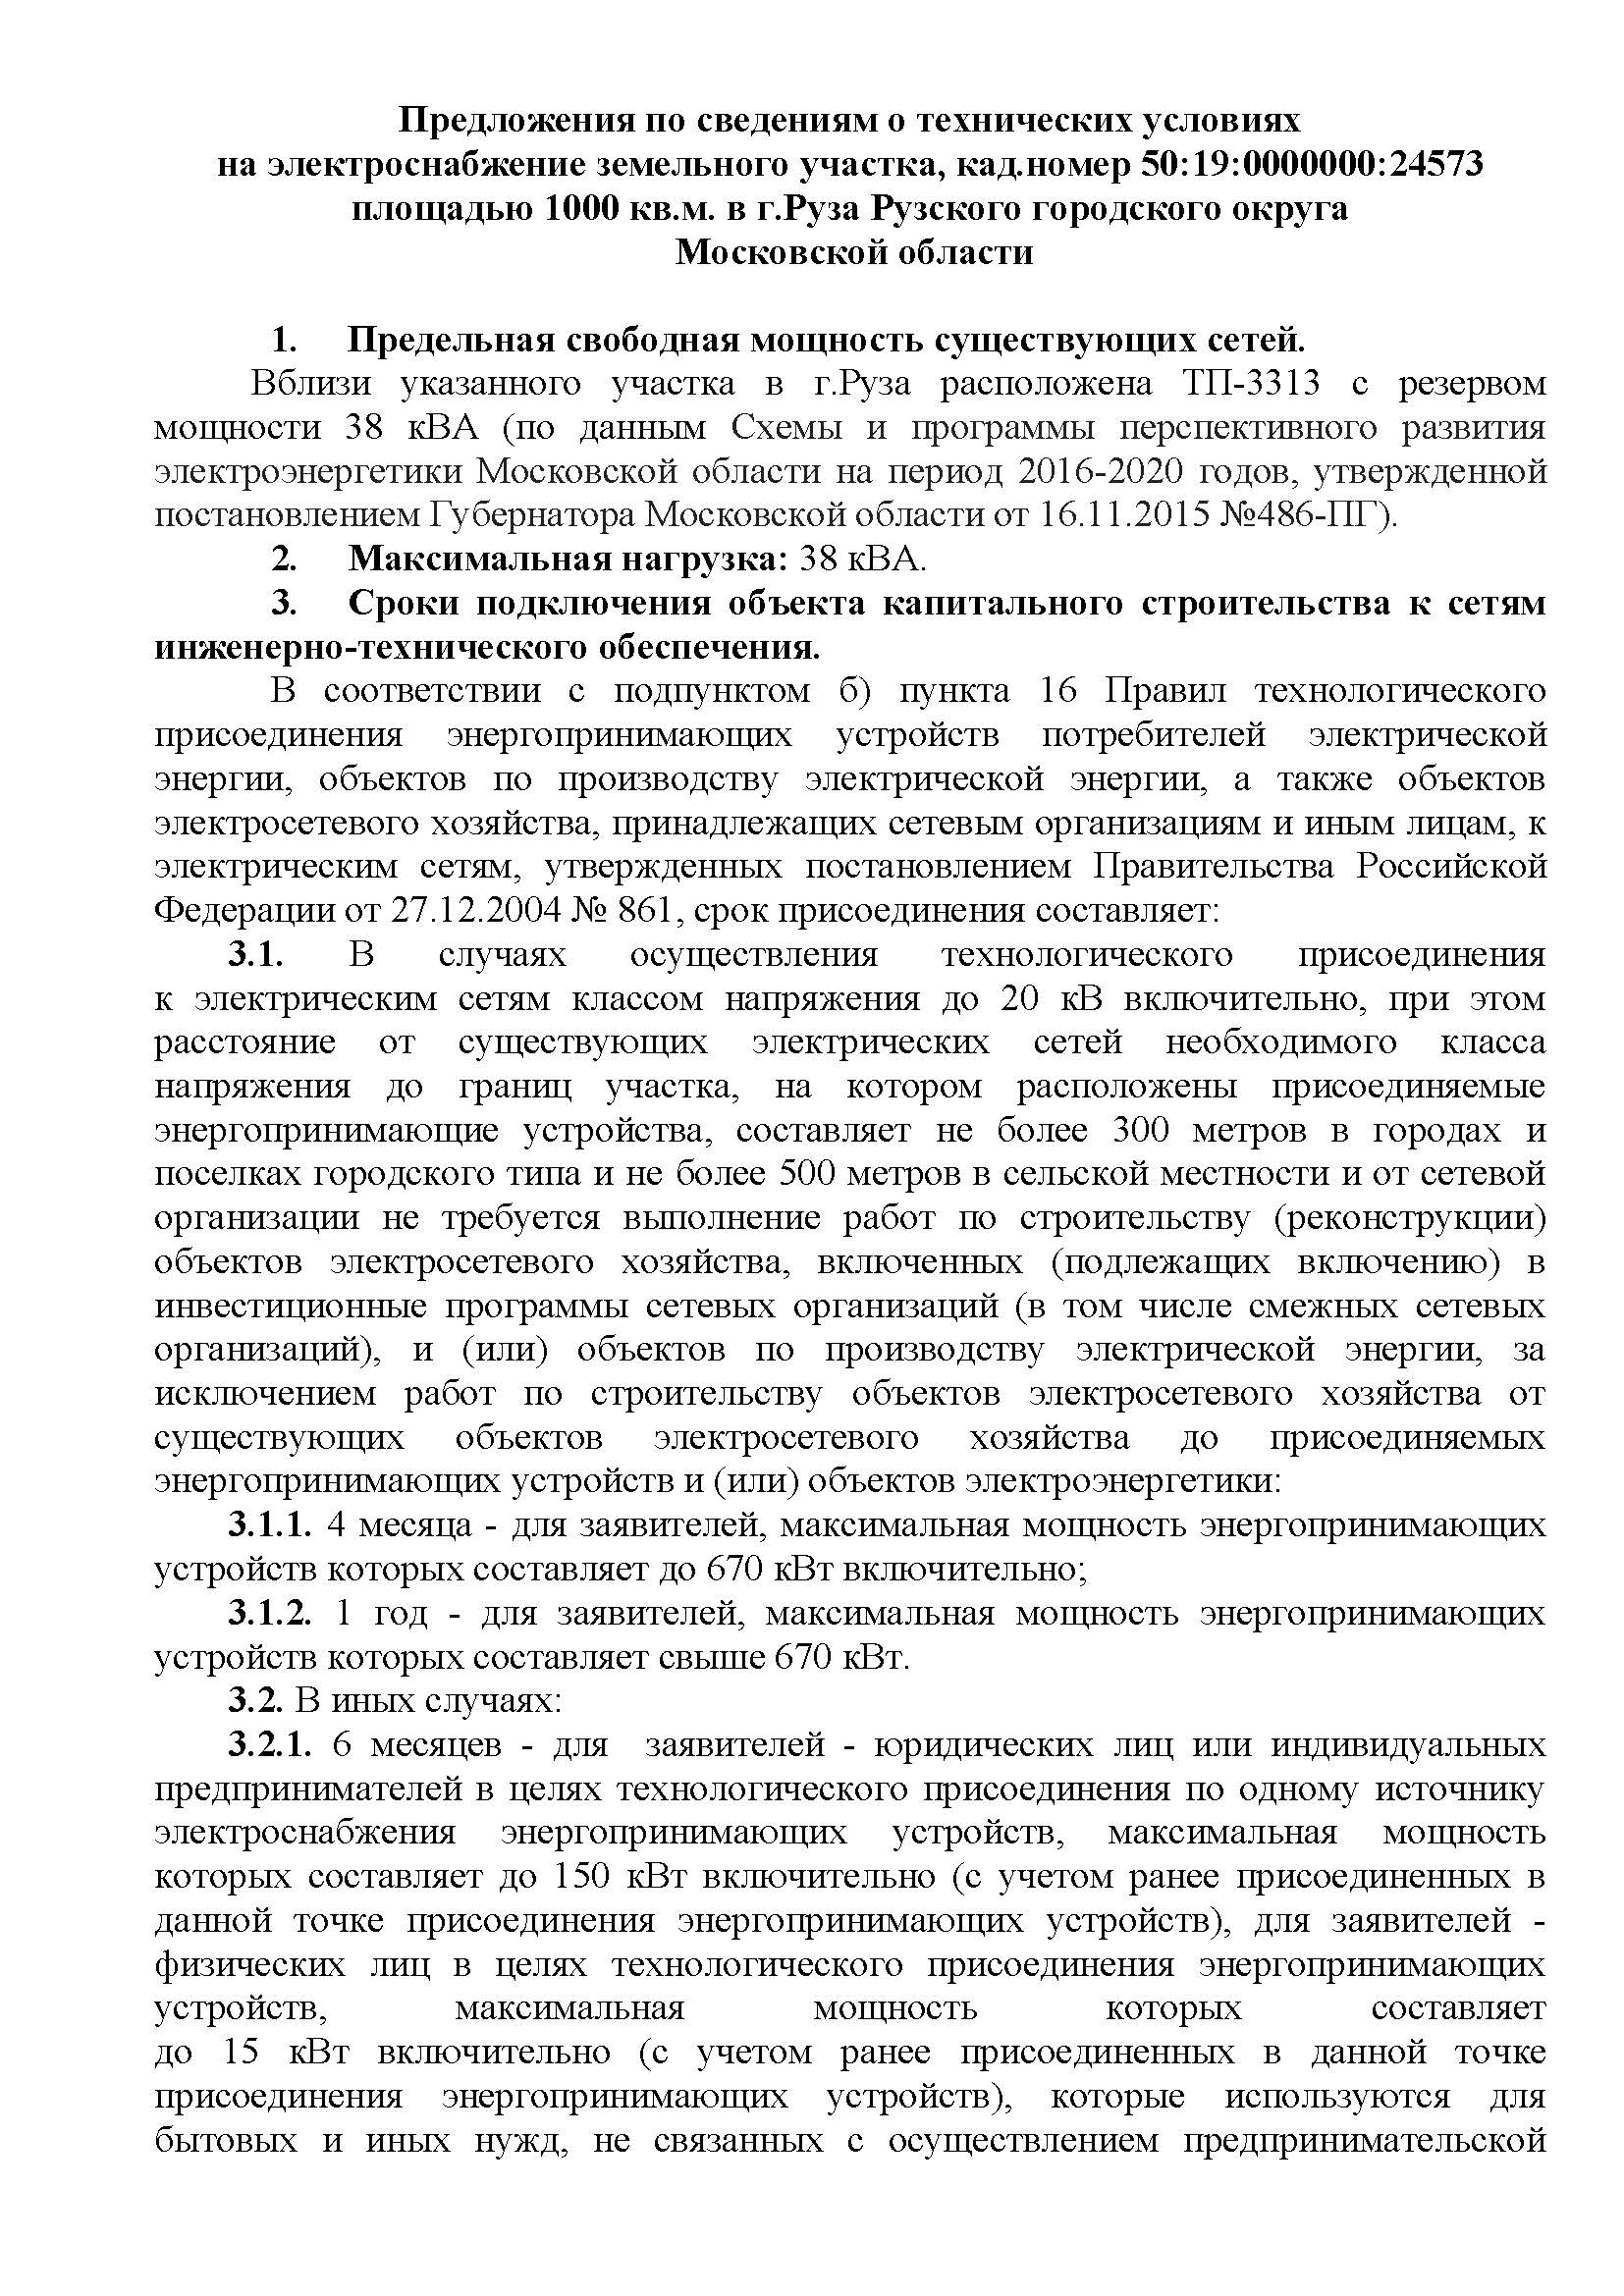 Предложения по сведениям о технических условиях
на электроснабжение земельного участка, кад.номер 50:19:0000000:24573
площадью 1000 кв.м. в г.Руза Рузского городского округа
Московской области
1. Предельная свободная мощность существующих сетей.
Вблизи указанного участка в г.Руза расположена ТП-3313 с резервом
мощности 38 кВА (по данным Схемы и программы перспективного развития
электроэнергетики Московской области на период 2016-2020 годов, утвержденной
постановлением Губернатора Московской области от 16.11.2015 №486-ПГ).
2. Максимальная нагрузка: 38 кВА.
3. Сроки подключения объекта капитального строительства к сетям
инженерно-технического обеспечения.
В соответствии с подпунктом б) пункта 16 Правил технологического
присоединения энергопринимающих устройств потребителей электрической
энергии, объектов по производству электрической энергии, а также объектов
электросетевого хозяйства, принадлежащих сетевым организациям и иным лицам, к
электрическим сетям, утвержденных постановлением Правительства Российской
Федерации от 27.12.2004 № 861, срок присоединения составляет:
3.1. В случаях осуществления технологического присоединения
к электрическим сетям классом напряжения до 20 кВ включительно, при этом
расстояние от существующих электрических сетей необходимого класса
напряжения до границ участка, на котором расположены присоединяемые
энергопринимающие устройства, составляет не более 300 метров в городах и
поселках городского типа и не более 500 метров в сельской местности и от сетевой
организации не требуется выполнение работ по строительству (реконструкции)
объектов электросетевого хозяйства, включенных (подлежащих включению) в
инвестиционные программы сетевых организаций (в том числе смежных сетевых
организаций), и (или) объектов по производству электрической энергии, за
исключением работ по строительству объектов электросетевого хозяйства от
существующих объектов электросетевого хозяйства до присоединяемых
энергопринимающих устройств и (или) объектов электроэнергетики:
3.1.1. 4 месяца - для заявителей, максимальная мощность энергопринимающих
устройств которых составляет до 670 кВт включительно;
3.1.2. 1 год - для заявителей, максимальная мощность энергопринимающих
устройств которых составляет свыше 670 кВт.
3.2. В иных случаях:
3.2.1. 6 месяцев - для заявителей - юридических лиц или индивидуальных
предпринимателей в целях технологического присоединения по одному источнику
электроснабжения энергопринимающих устройств, максимальная мощность
которых составляет до 150 кВт включительно (с учетом ранее присоединенных в
данной точке присоединения энергопринимающих устройств), для заявителей -
физических лиц в целях технологического присоединения энергопринимающих
устройств, максимальная мощность которых составляет
до 15 кВт включительно (с учетом ранее присоединенных в данной точке
присоединения энергопринимающих устройств), которые используются для
бытовых и иных нужд, не связанных с осуществлением предпринимательской